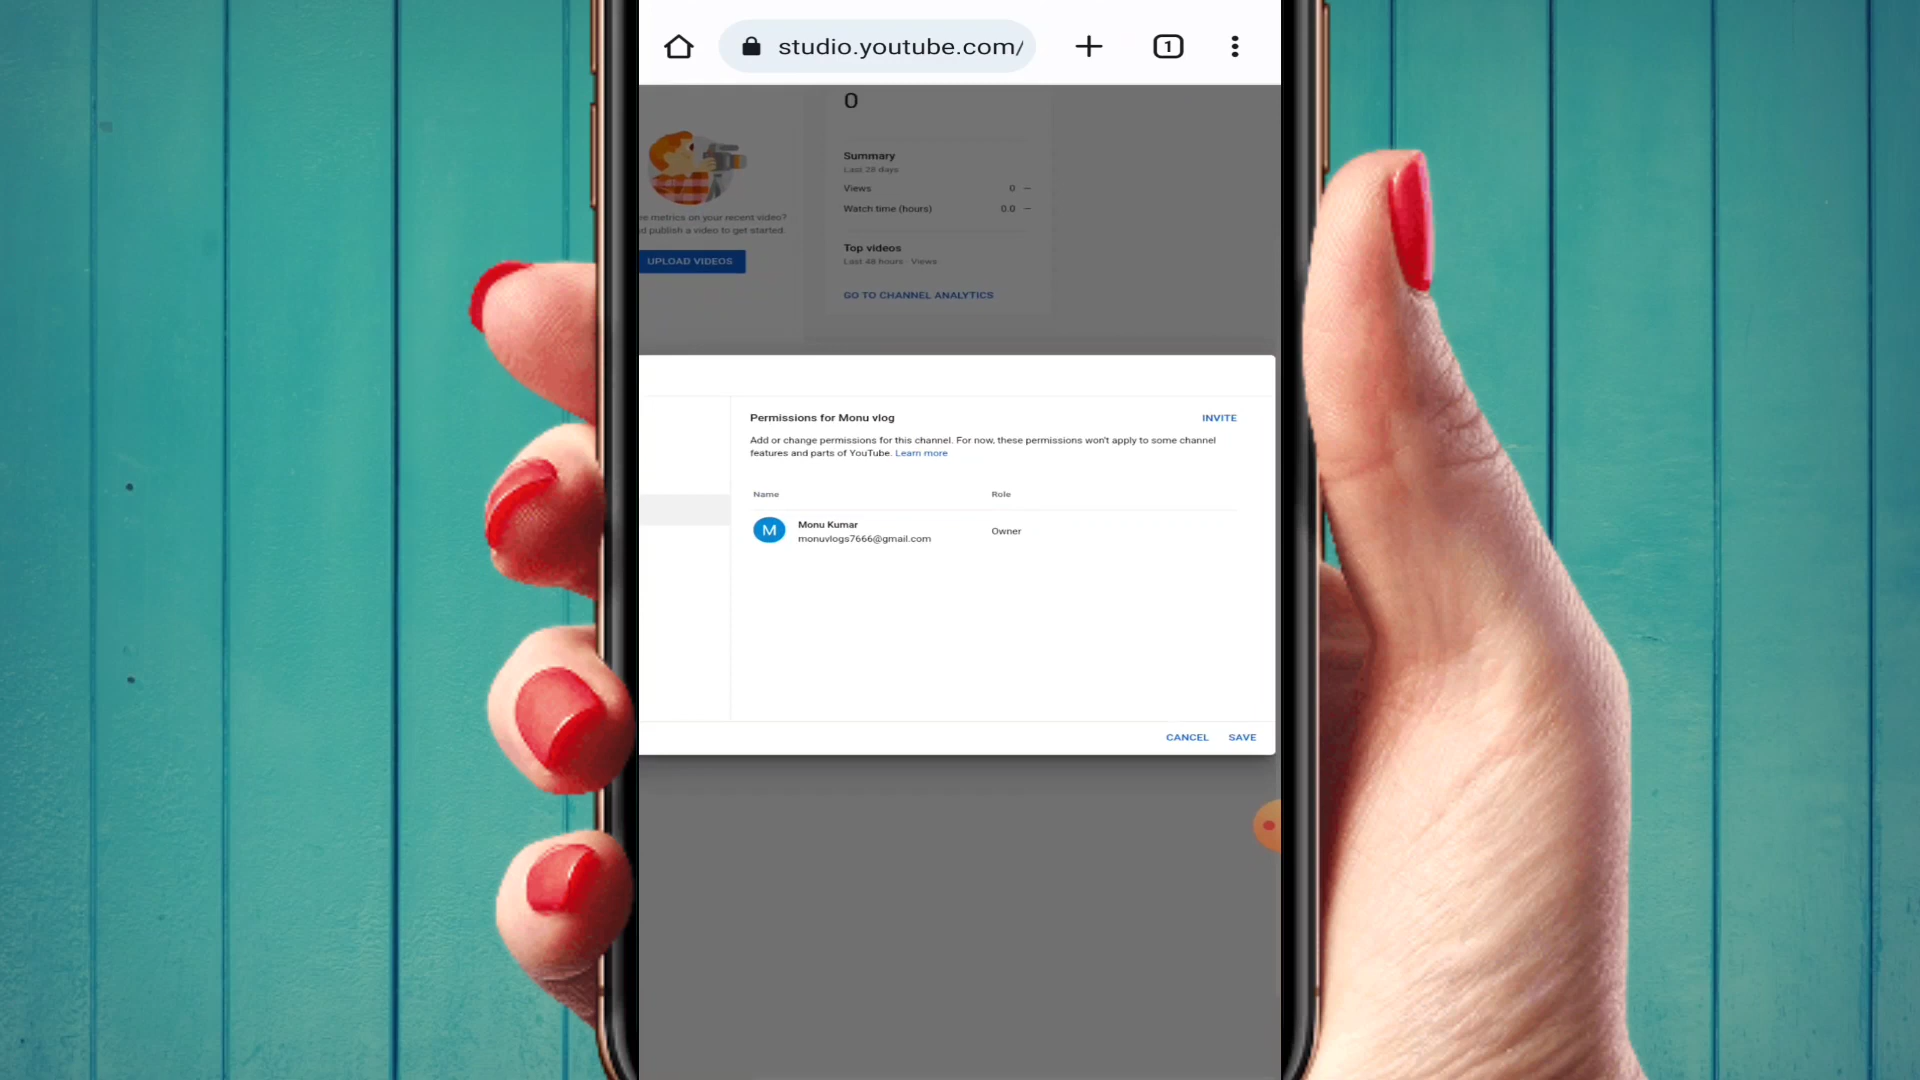 studio.youtube.com/
1
0
Summary
Last 28 days
Views 0 —
Watch time (hours) 0.0 —
re metrics on your recent video?
d publish a video to get started.
UPLOAD VIDEOS
Top videos
Last 48 hours · Views
GO TO CHANNEL ANALYTICS
Permissions for Monu vlog
INVITE
Add or change permissions for this channel. For now, these permissions won't apply to some channel
features and parts of YouTube. Learn more
Name Role
M
Monu Kumar
monuvlogs7666@gmail.com
Owner
CANCEL SAVE